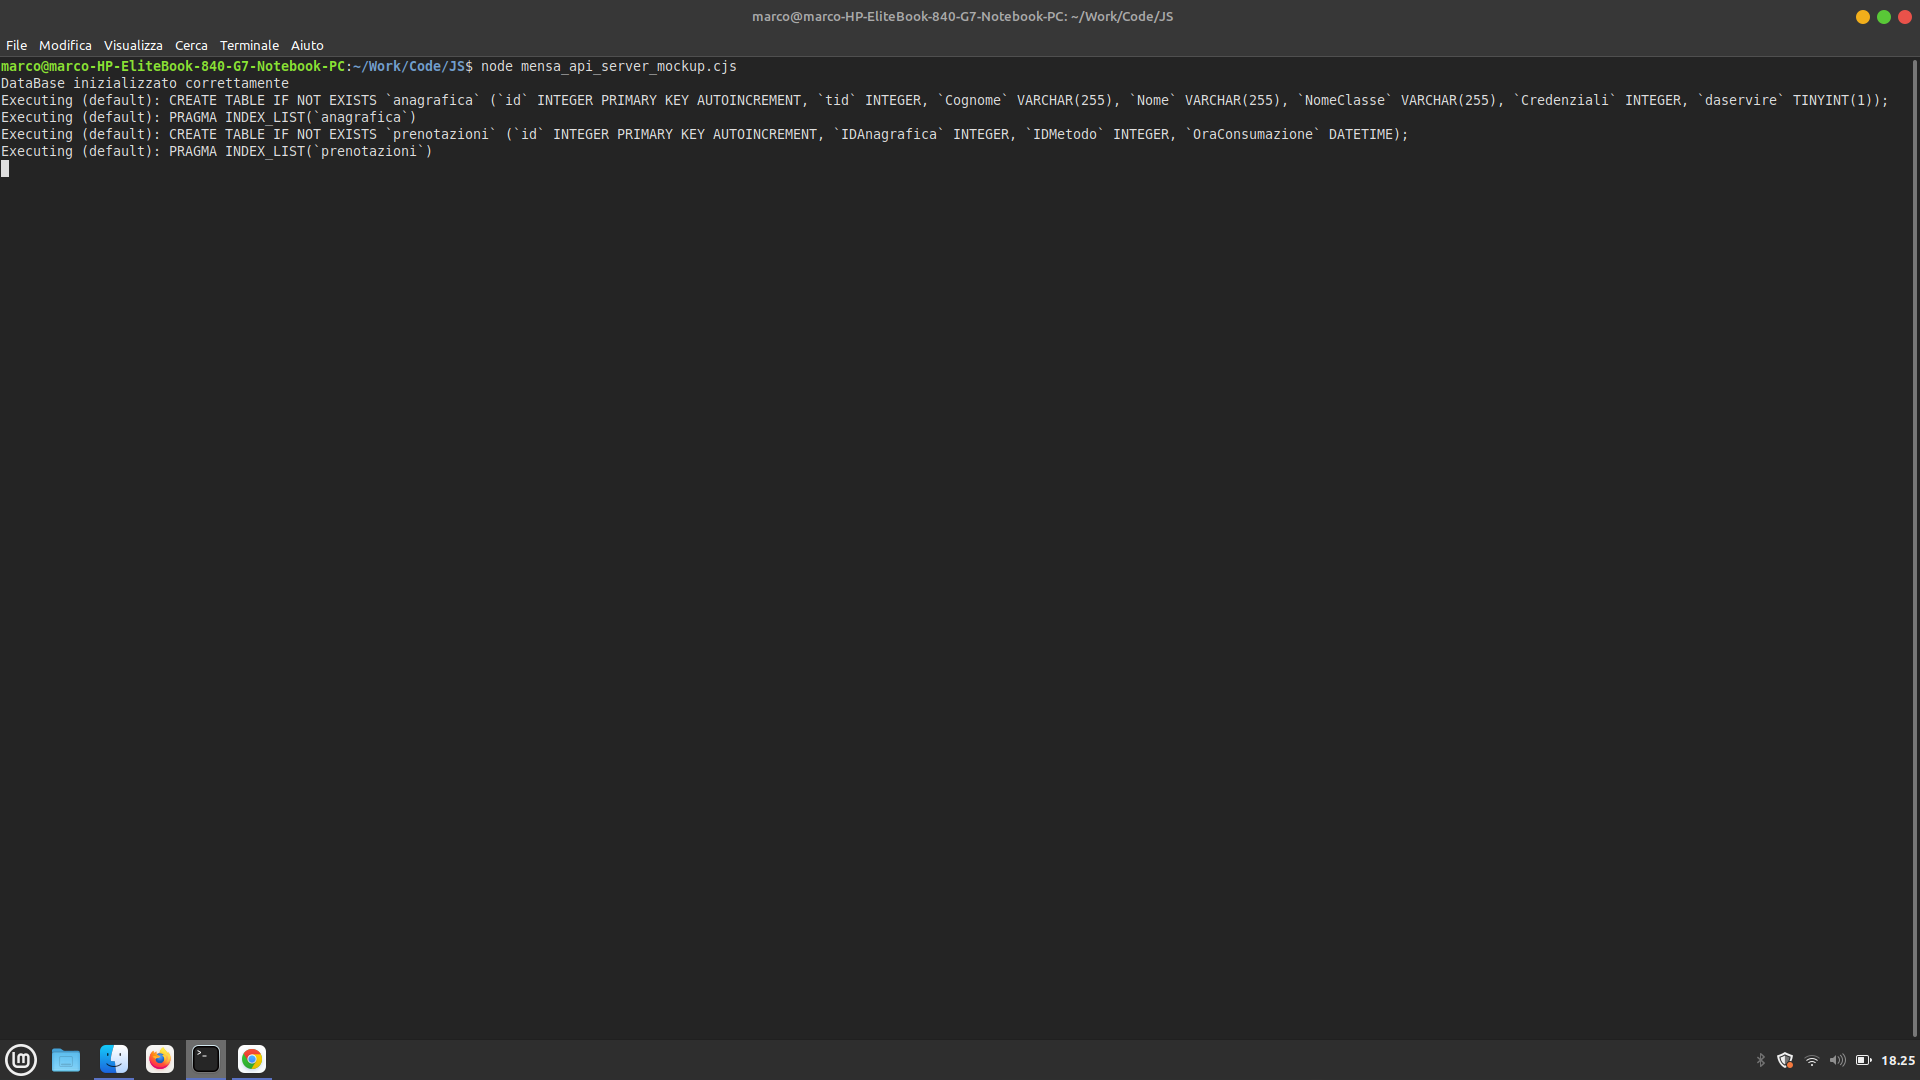 marco@marco-HP-EliteBook-840-G7-Notebook-PC: ~/Work/Code/JS
File Modifica Visualizza Cerca Terminale Aiuto
marco@marco-HP-EliteBook-840-G7-Notebook-PC:~/Work/Code/JS$ node mensa_api_server_mockup.cjs
DataBase inizializzato correttamente
Executing (default): CREATE TABLE IF NOT EXISTS `anagrafica` (`id` INTEGER PRIMARY KEY AUTOINCREMENT, `tid` INTEGER, `Cognome` VARCHAR(255), `Nome` VARCHAR(255), `NomeClasse` VARCHAR(255), `Credenziali` INTEGER, `daservire` TINYINT(1));
Executing (default): PRAGMA INDEX_LIST(`anagrafica`)
Executing (default): CREATE TABLE IF NOT EXISTS `prenotazioni` (`id` INTEGER PRIMARY KEY AUTOINCREMENT, `IDAnagrafica` INTEGER, `IDMetodo` INTEGER, `OraConsumazione` DATETIME);
Executing (default): PRAGMA INDEX_LIST(`prenotazioni`)
18.25